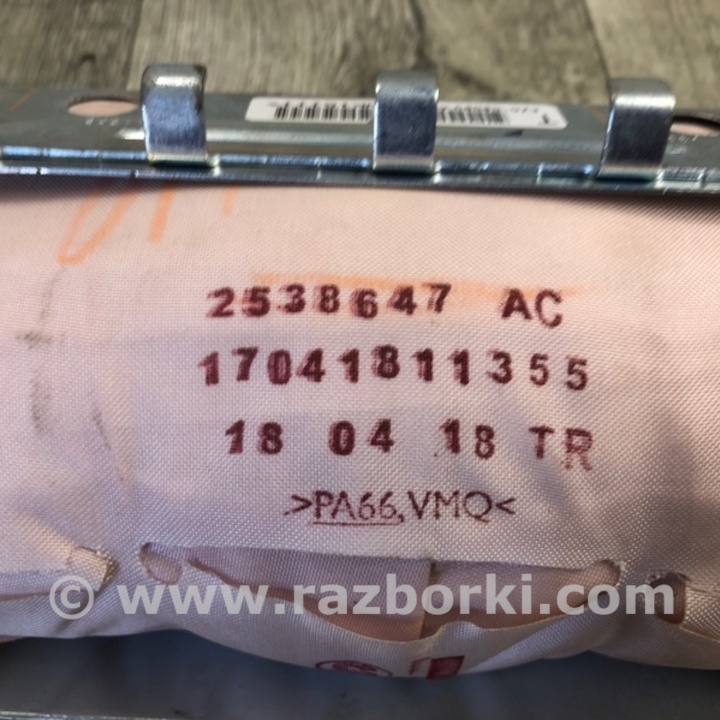 2538647 AC
17041811355
18 04 18 TR
>PA66,VMQ<
© www.razborki.com